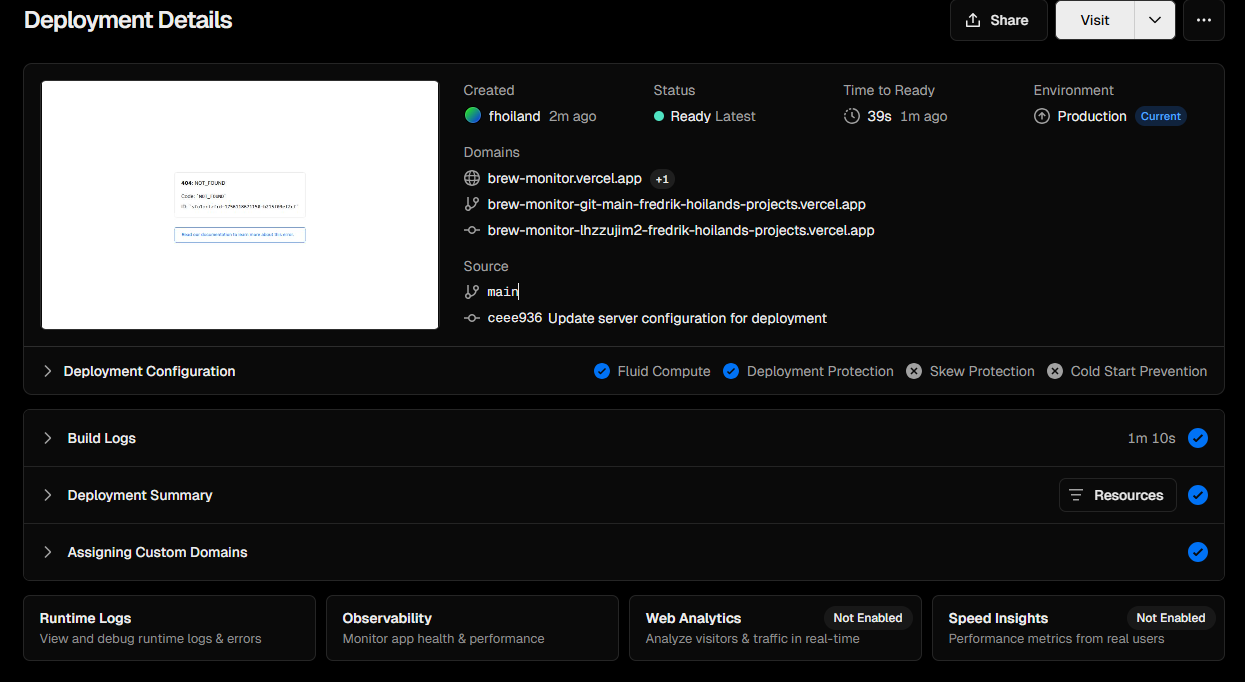 Deployment Details
Share
Visit
Created
fhoiland 2m ago
Status
Ready Latest
Time to Ready
39s 1m ago
Environment
Production Current
Domains
brew-monitor.vercel.app +1
brew-monitor-git-main-fredrik-hoilands-projects.vercel.app
brew-monitor-lhzzujim2-fredrik-hoilands-projects.vercel.app
Source
main
ceee936 Update server configuration for deployment
404: NOT_FOUND
Code: `NOT_FOUND`
Read our documentation to learn more about this error.
Deployment Configuration
Fluid Compute
Deployment Protection
Skew Protection
Cold Start Prevention
Build Logs
1m 10s
Deployment Summary
Resources
Assigning Custom Domains
Runtime Logs
View and debug runtime logs & errors
Observability
Monitor app health & performance
Web Analytics
Not Enabled
Analyze visitors & traffic in real-time
Speed Insights
Not Enabled
Performance metrics from real users